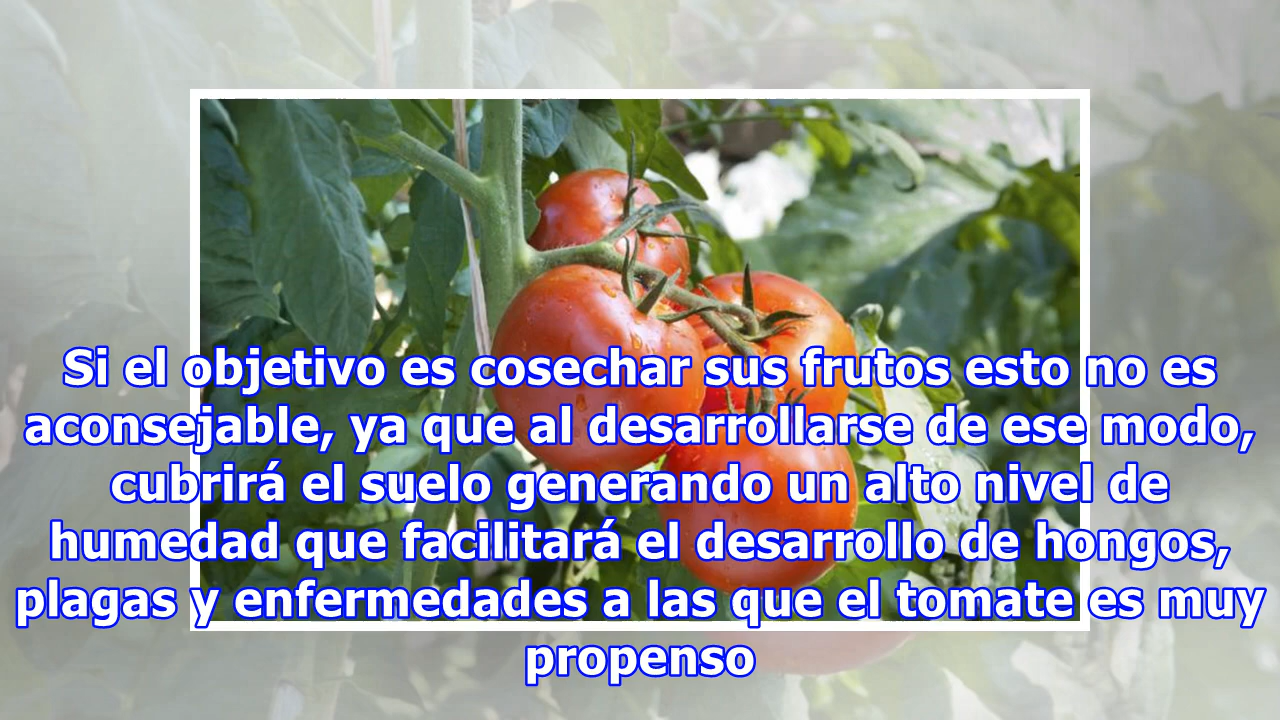 Si el objetivo es cosechar sus frutos esto no es
aconsejable, ya que al desarrollarse de ese modo,
cubrirá el suelo generando un alto nivel de
humedad que facilitará el desarrollo de hongos,
plagas y enfermedades a las que el tomate es muy
propenso